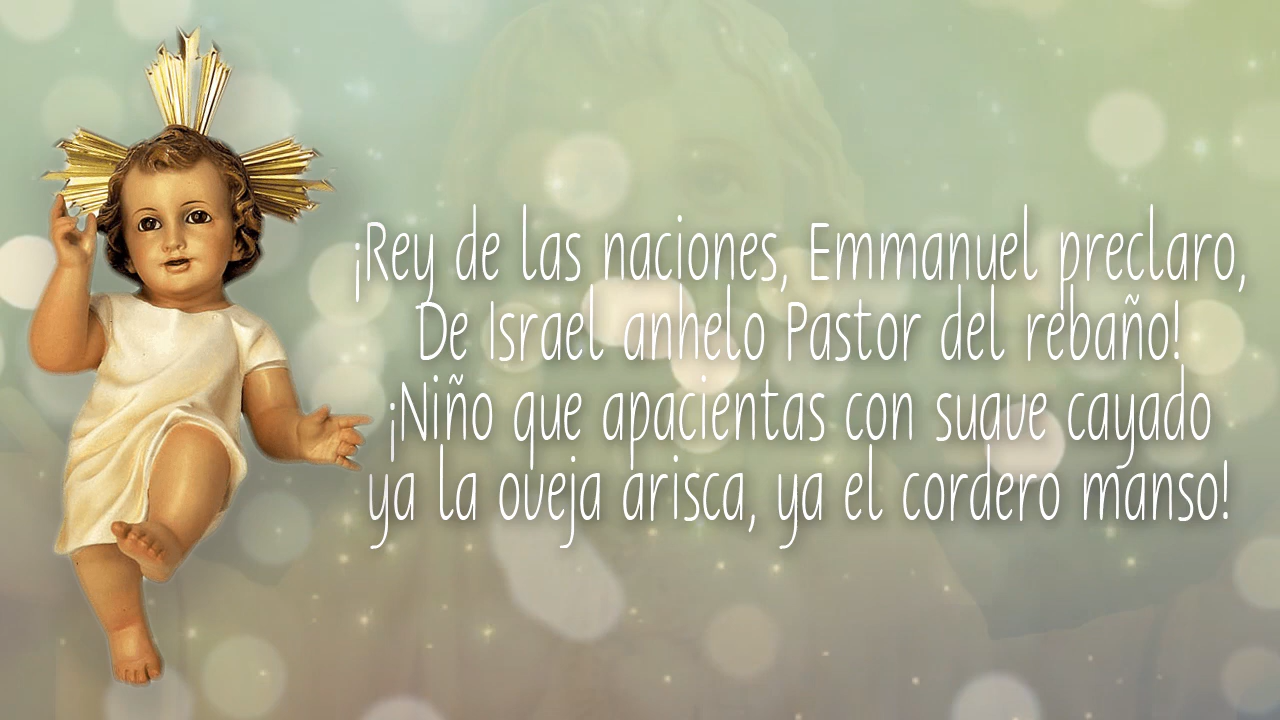 ¡Rey de las naciones, Emmanuel preclaro,
De Israel anhelo Pastor del rebaño!
¡Niño que apacientas con suave cayado
ya la oveja arisca, ya el cordero manso!